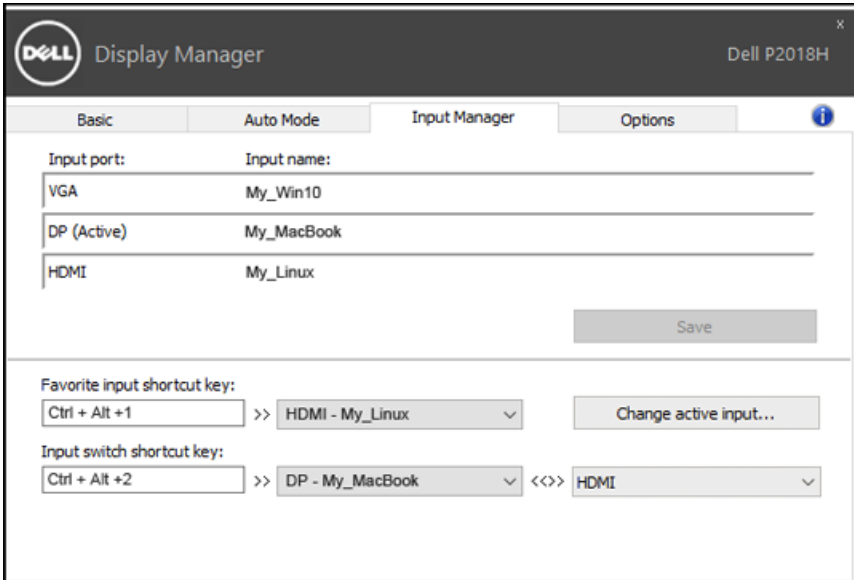 DELL Display Manager
x
Dell P2018H
Basic Auto Mode Input Manager Options i
Input port: Input name:
VGA My_Win10
DP (Active) My_MacBook
HDMI My_Linux
Save
Favorite input shortcut key:
Ctrl + Alt +1 >> HDMI - My_Linux Change active input...
Input switch shortcut key:
Ctrl + Alt +2 >> DP - My_MacBook <<>> HDMI